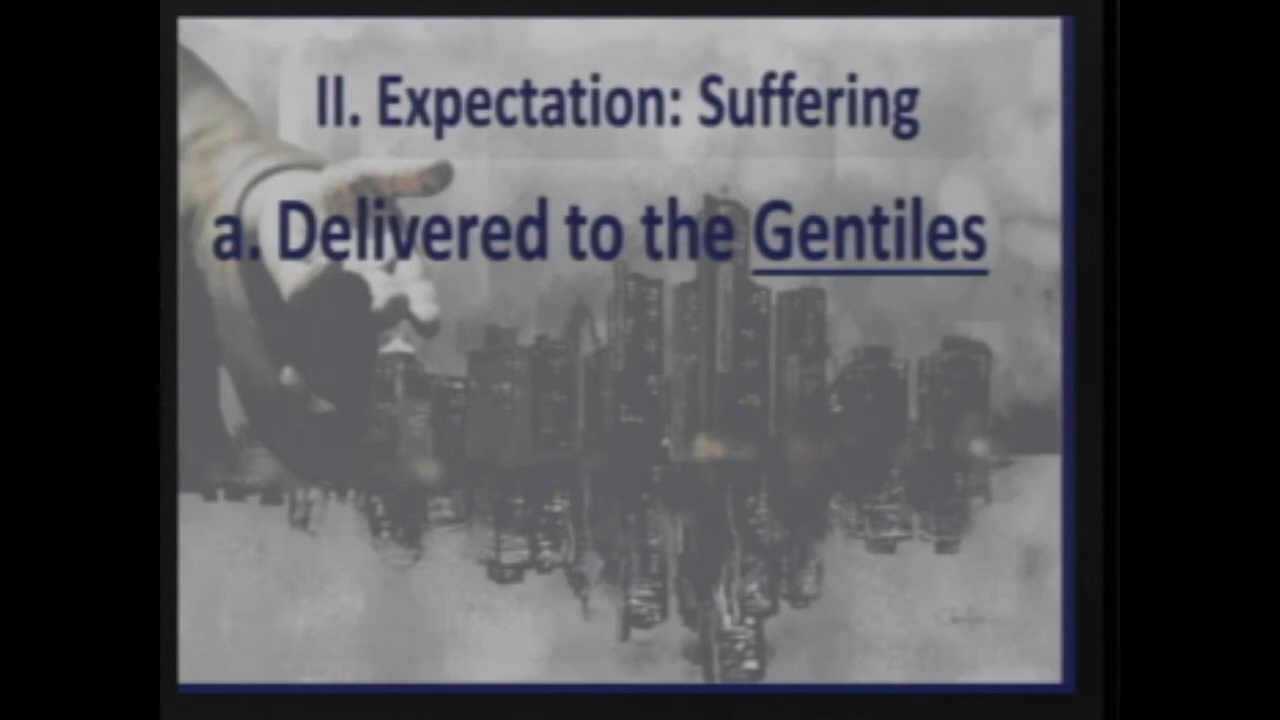 II. Expectation: Suffering
a. Delivered to the Gentiles